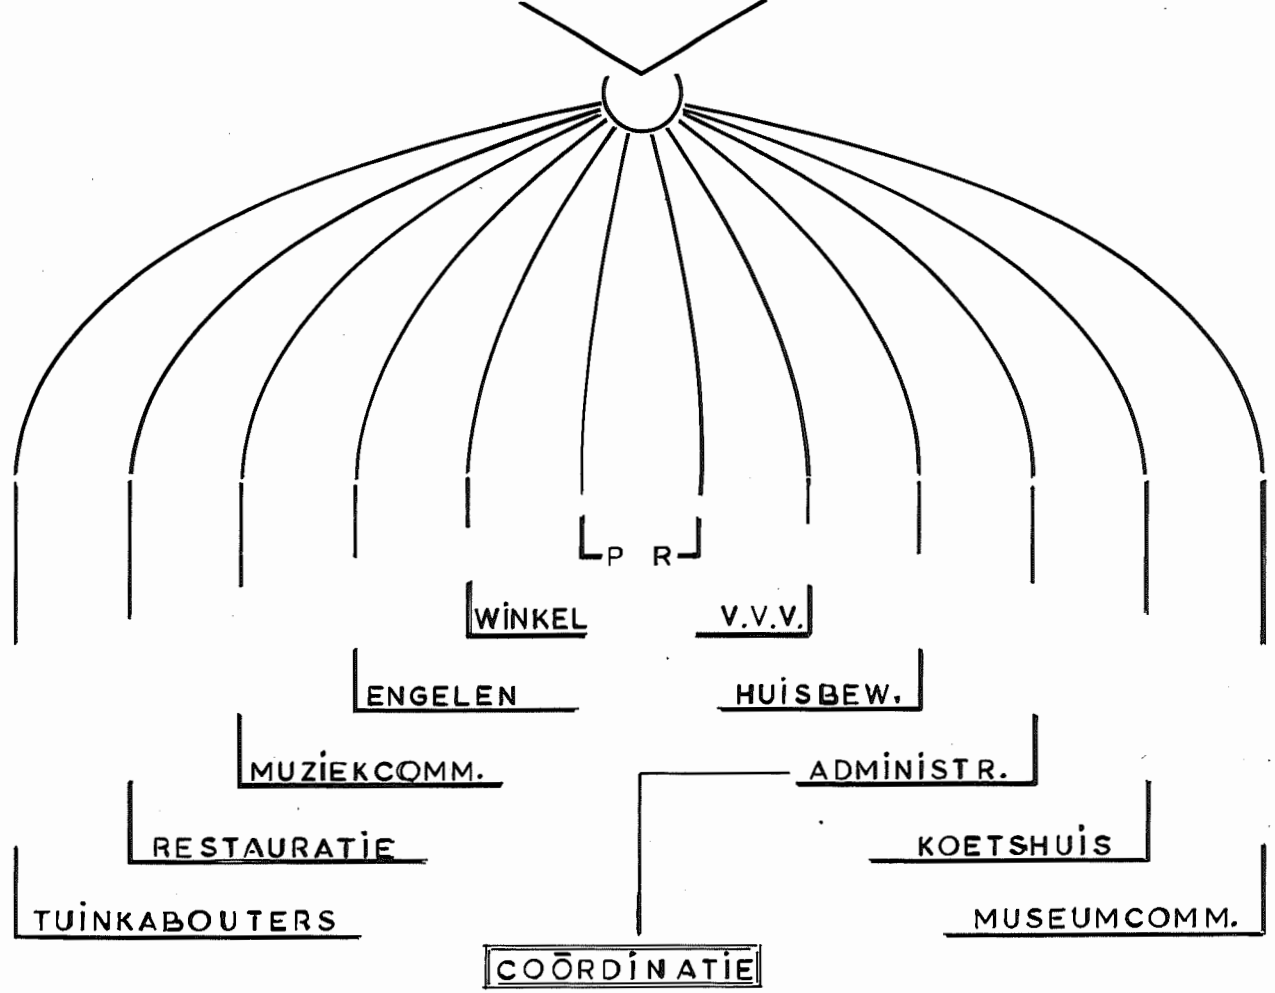 P R
WINKEL V.V.V.
ENGELEN HUISBEW.
MUZIEKCOMM. ADMINISTR.
RESTAURATIE KOETSHUIS
TUINKABOUTERS MUSEUMCOMM.
COÖRDINATIE